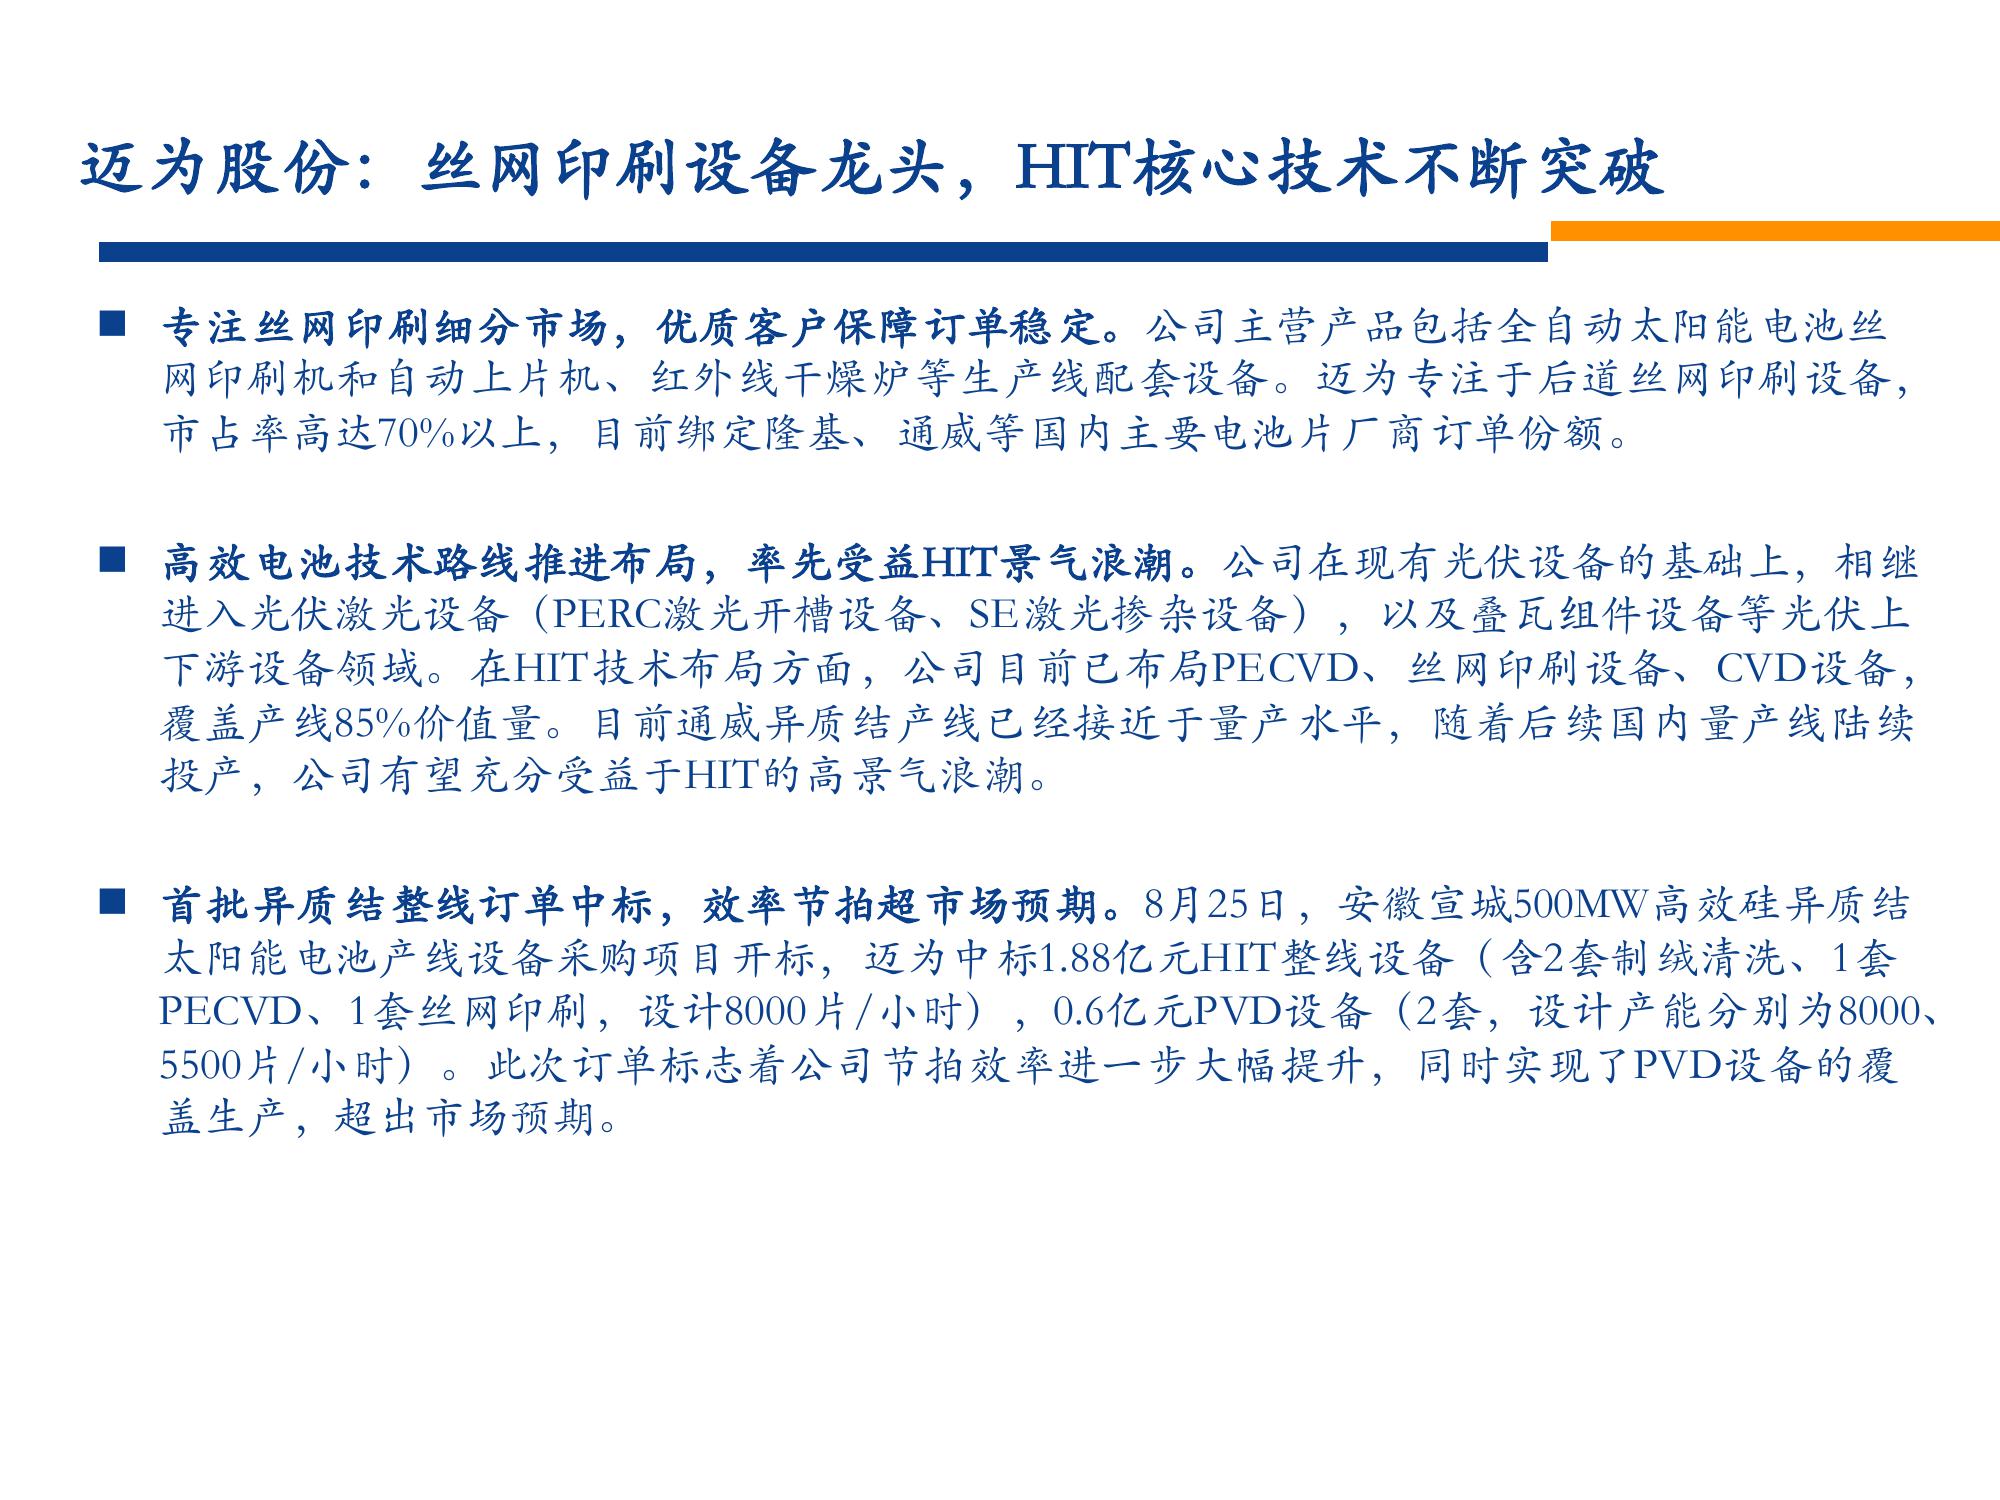 迈为股份：丝网印刷设备龙头，HIT核心技术不断突破
■ 专注丝网印刷细分市场，优质客户保障订单稳定。公司主营产品包括全自动太阳能电池丝
网印刷机和自动上片机、红外线干燥炉等生产线配套设备。迈为专注于后道丝网印刷设备，
市占率高达70%以上，目前绑定隆基、通威等国内主要电池片厂商订单份额。
■ 高效电池技术路线推进布局，率先受益HIT景气浪潮。公司在现有光伏设备的基础上，相继
进入光伏激光设备（PERC激光开槽设备、SE激光掺杂设备），以及叠瓦组件设备等光伏上
下游设备领域。在HIT技术布局方面，公司目前已布局PECVD、丝网印刷设备、CVD设备，
覆盖产线85%价值量。目前通威异质结产线已经接近于量产水平，随着后续国内量产线陆续
投产，公司有望充分受益于HIT的高景气浪潮。
■ 首批异质结整线订单中标，效率节拍超市场预期。8月25日，安徽宣城500MW高效硅异质结
太阳能电池产线设备采购项目开标，迈为中标1.88亿元HIT整线设备（含2套制绒清洗、1套
PECVD、1套丝网印刷，设计8000片/小时），0.6亿元PVD设备（2套，设计产能分别为8000、
5500片/小时）。此次订单标志着公司节拍效率进一步大幅提升，同时实现了PVD设备的覆
盖生产，超出市场预期。